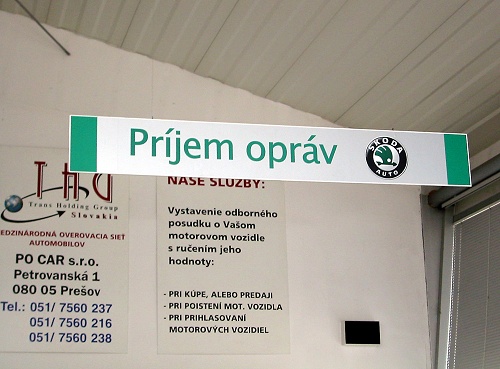 Príjem opráv
ŠKODA
AUTO
THG
Trans Holding Group
Slovakia
MEDZINÁRODNÁ OVEROVACIA SIEŤ
AUTOMOBILOV
PO CAR s.r.o.
Petrovanská 1
080 05 Prešov
Tel.: 051/ 7560 237
051/ 7560 216
051/ 7560 238
NAŠE SLUŽBY:
Vystavenie odborného
posudku o Vašom
motorovom vozidle
s ručením jeho
hodnoty:
- PRI KÚPE, ALEBO PREDAJI
- PRI POISTENÍ MOT. VOZIDLA
- PRI PRIHLASOVANÍ
MOTOROVÝCH VOZIDIEL